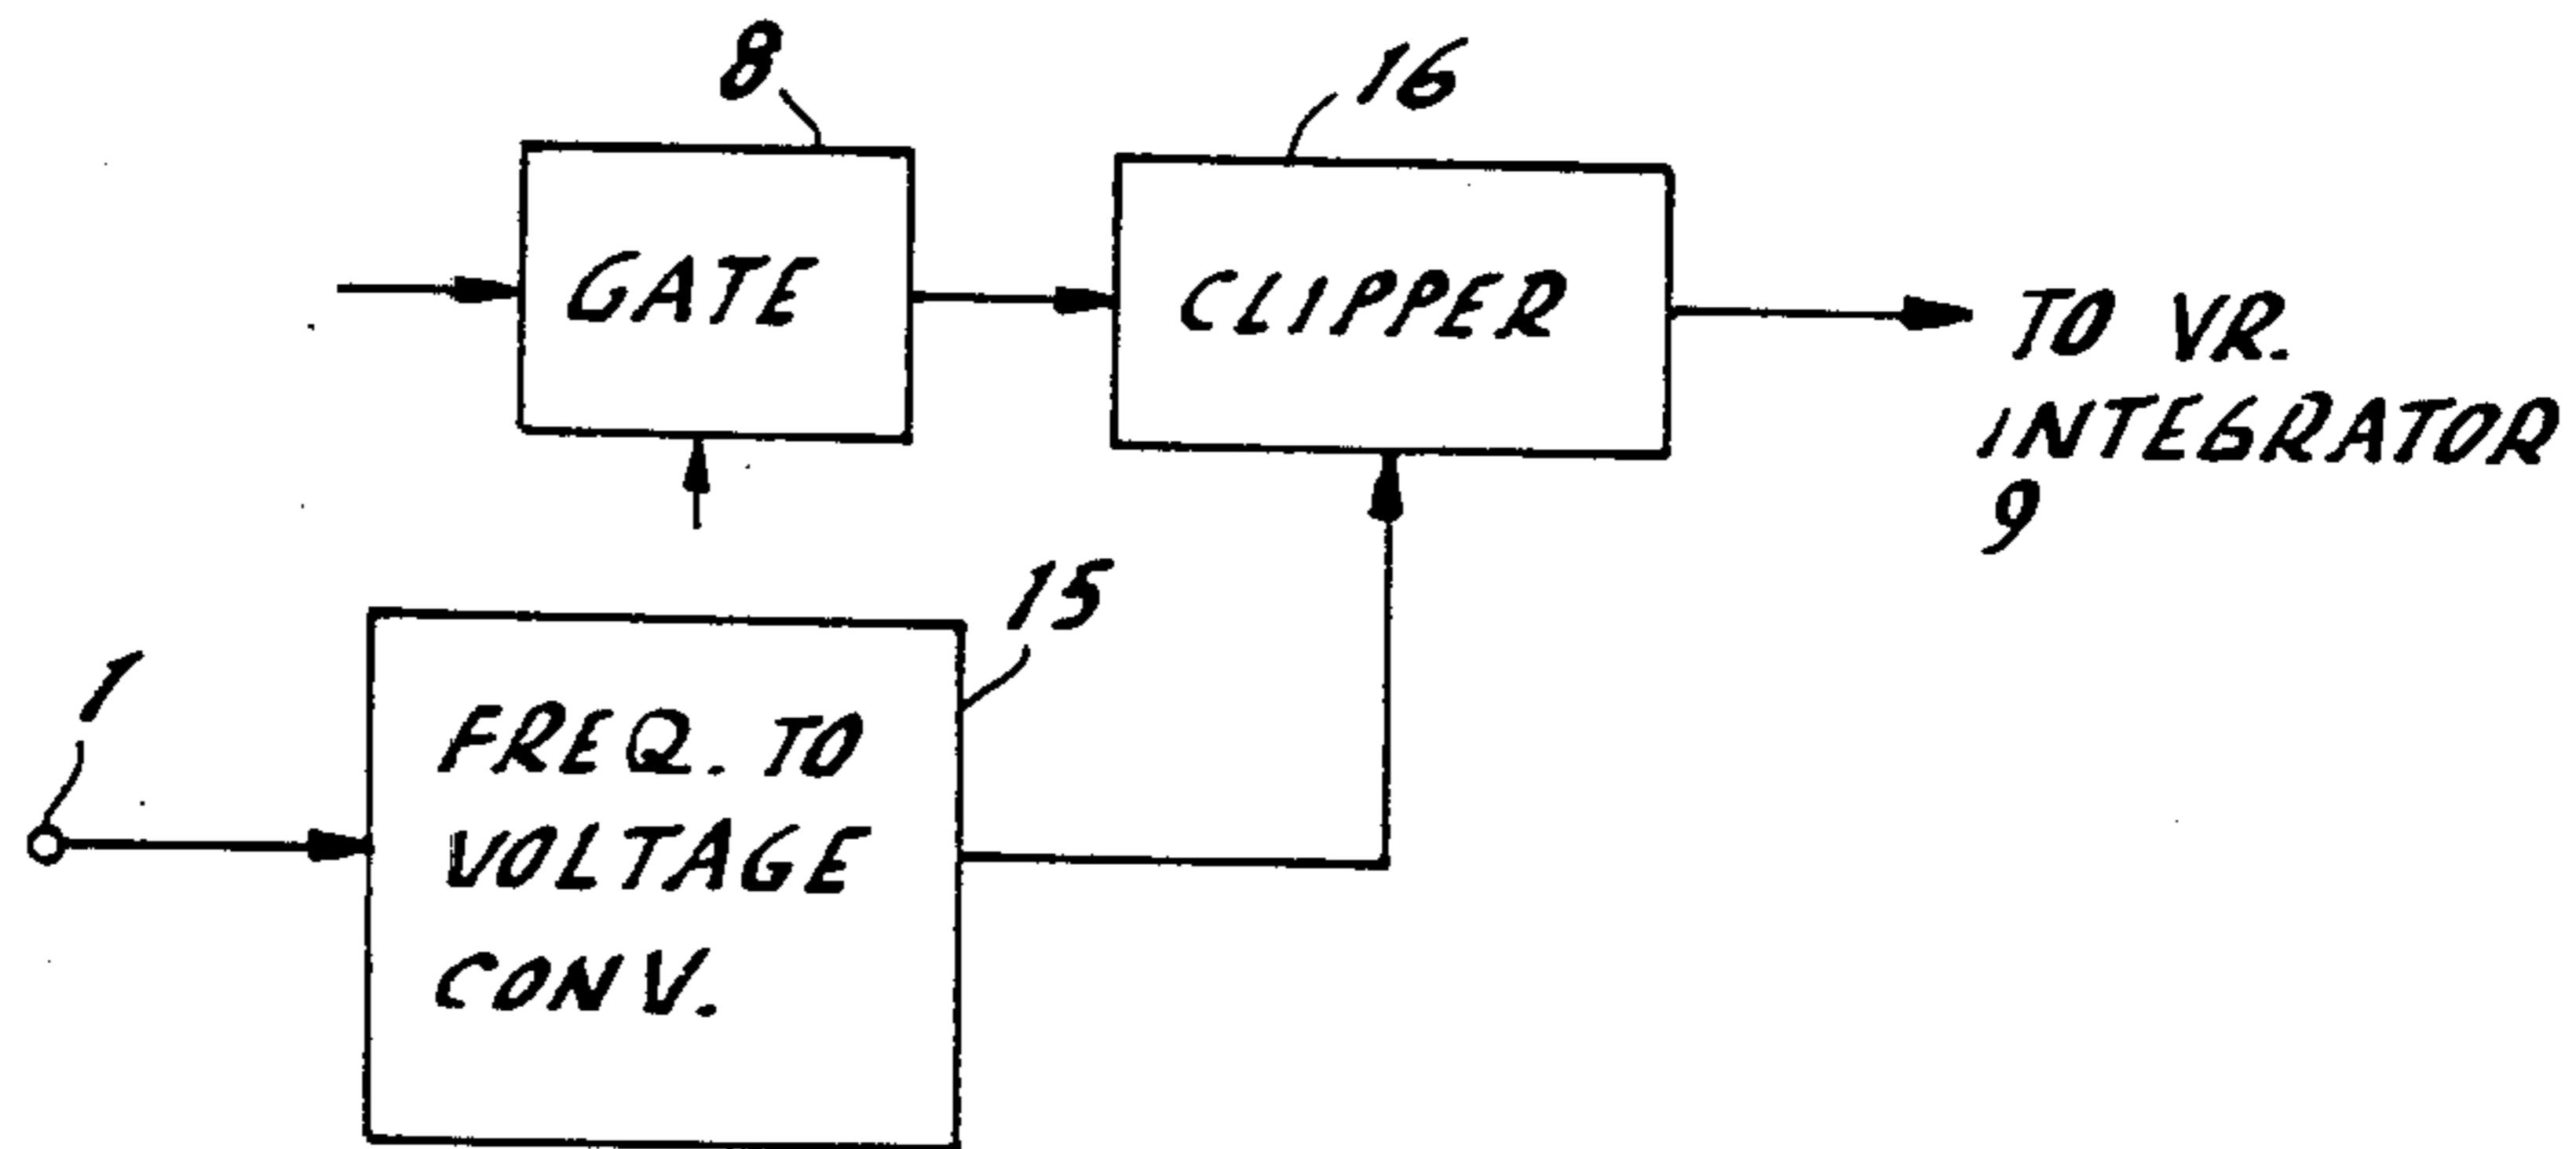 8
16
GATE
CLIPPER
TO VR.
INTEGRATOR
9
15
1
FREQ. TO
VOLTAGE
CONV.